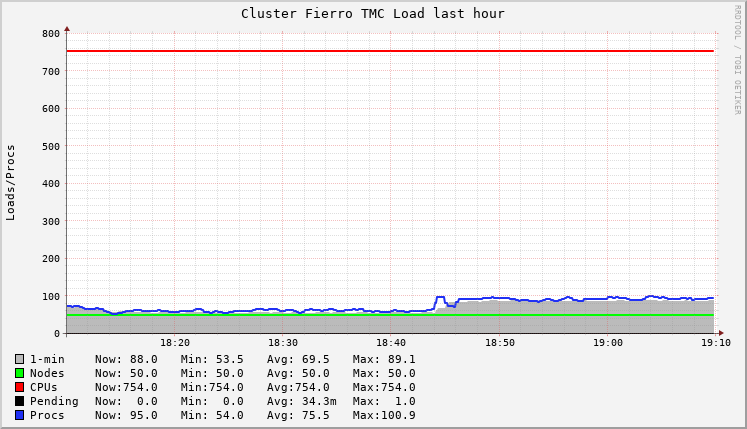 Cluster Fierro TMC Load last hour
RRDTOOL / TOBI OETIKER
Loads/Procs
800
700
600
500
400
300
200
100
0
18:20 18:30 18:40 18:50 19:00 19:10
1-min Now: 88.0 Min: 53.5 Avg: 69.5 Max: 89.1
Nodes Now: 50.0 Min: 50.0 Avg: 50.0 Max: 50.0
CPUs Now:754.0 Min:754.0 Avg:754.0 Max:754.0
Pending Now: 0.0 Min: 0.0 Avg: 34.3m Max: 1.0
Procs Now: 95.0 Min: 54.0 Avg: 75.5 Max:100.9